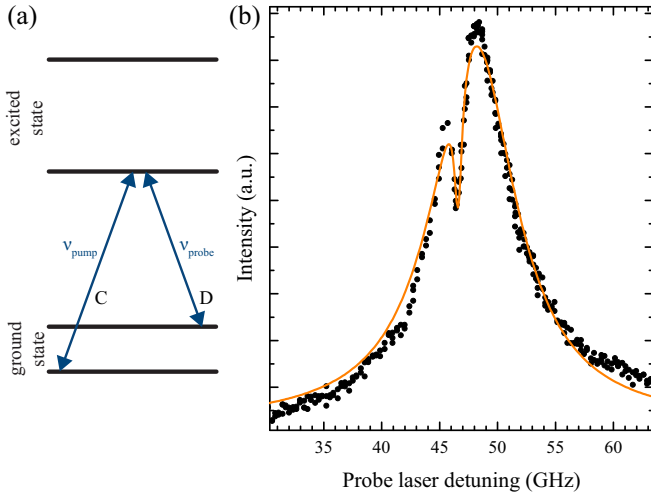 (a)
excited
state
ν_pump
ν_probe
C
D
ground
state
(b)
Intensity (a.u.)
35 40 45 50 55 60
Probe laser detuning (GHz)